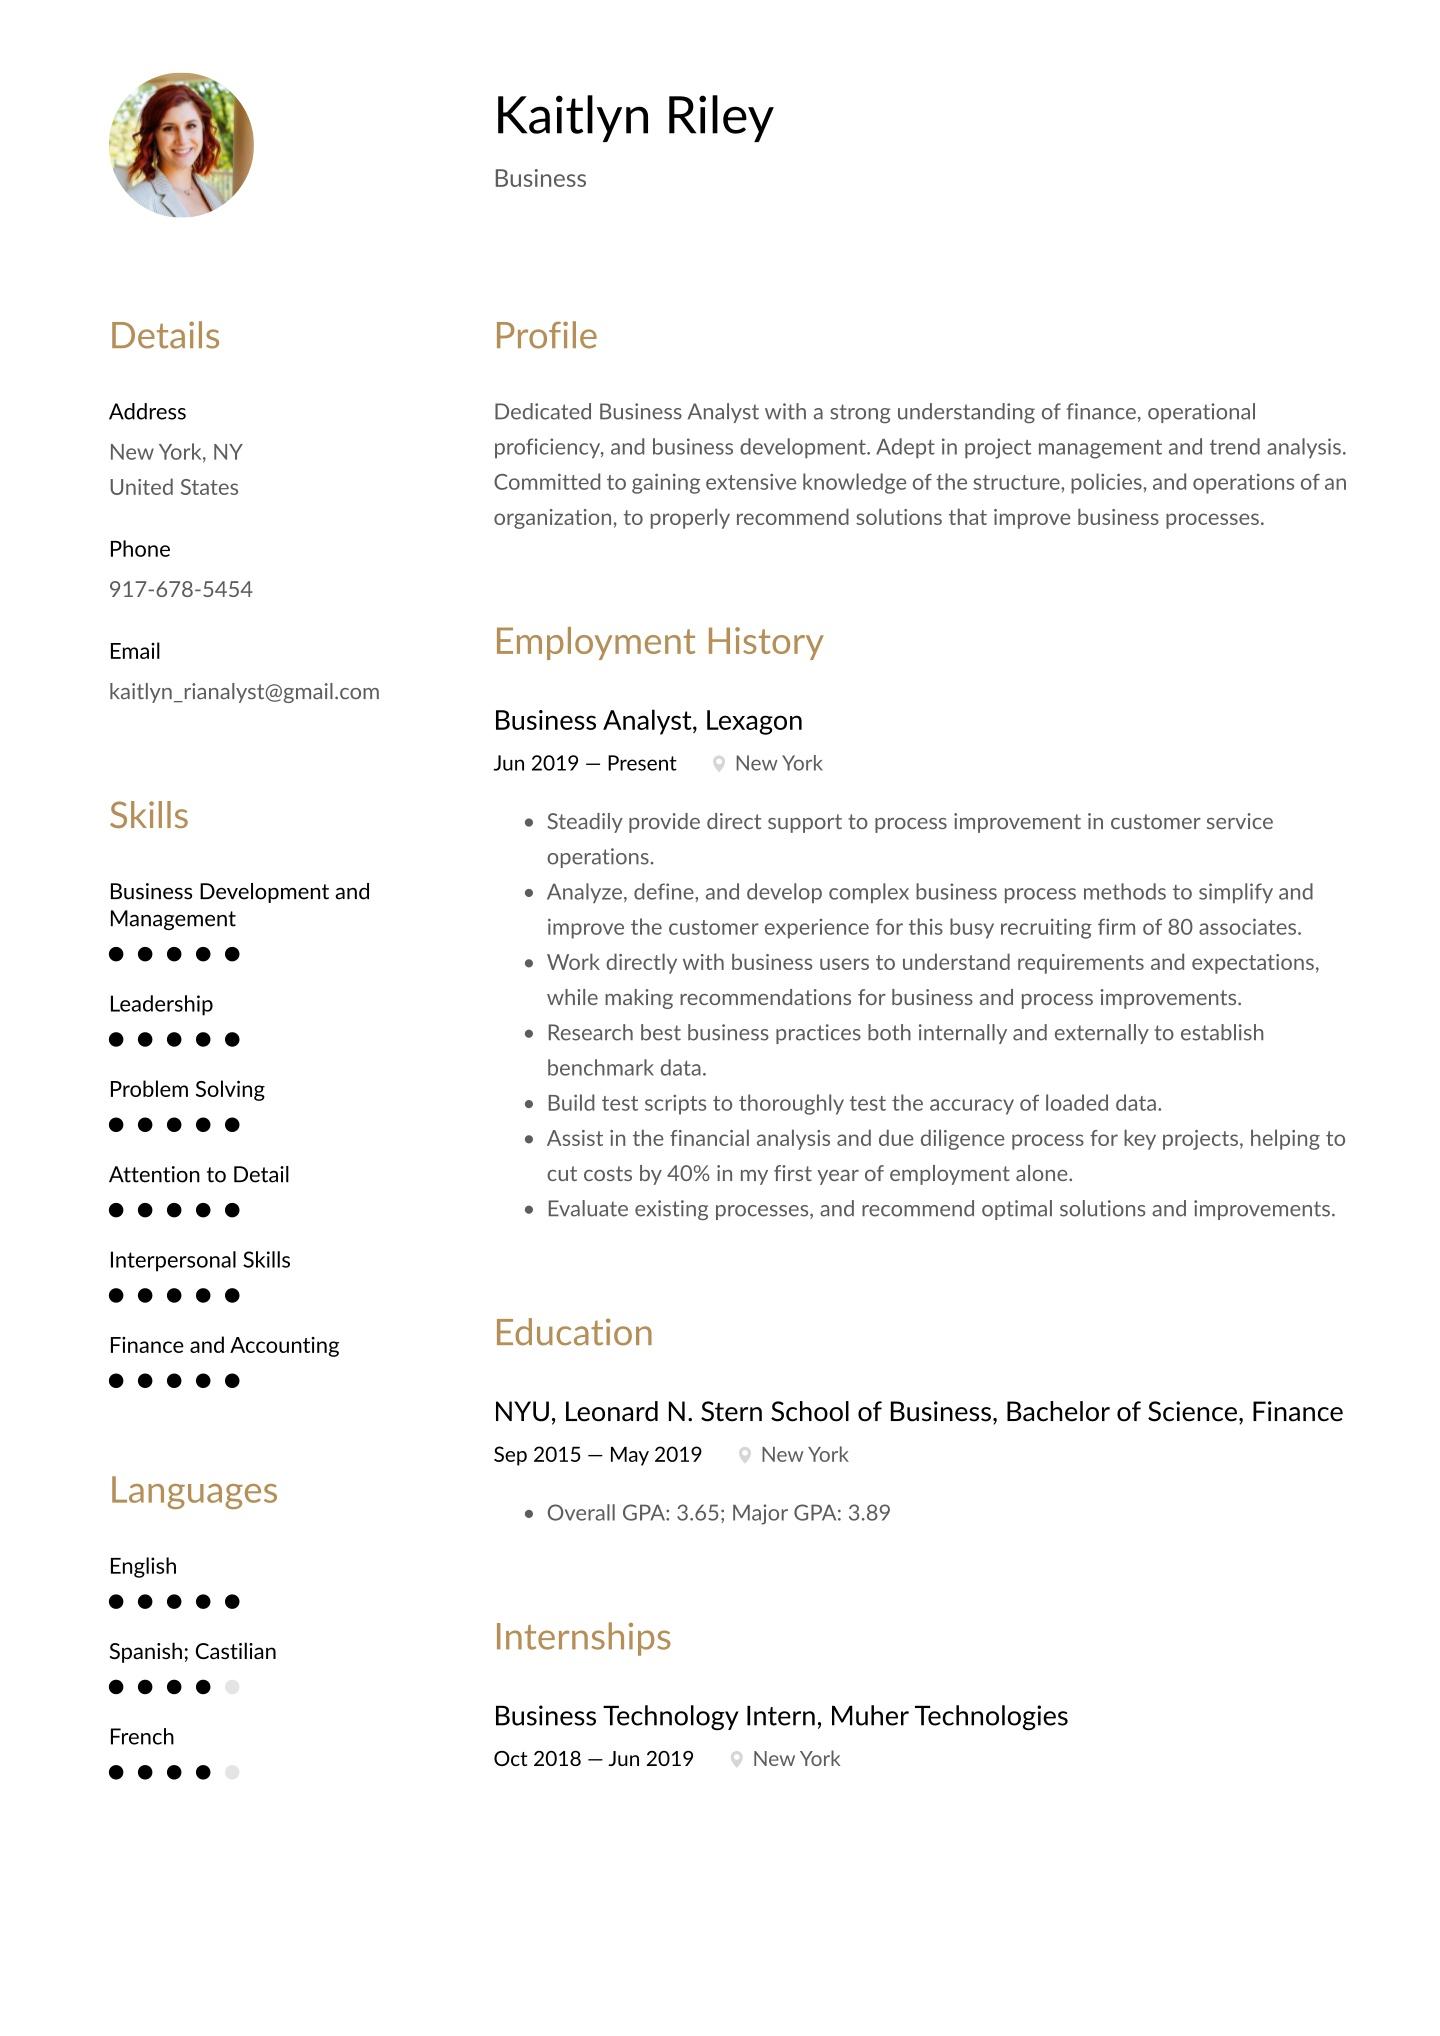 Kaitlyn Riley
Business
Details
Address
New York, NY
United States
Phone
917-678-5454
Email
kaitlyn_rianalyst@gmail.com
Skills
Business Development and
Management
Leadership
Problem Solving
Attention to Detail
Interpersonal Skills
Finance and Accounting
Languages
English
Spanish; Castilian
French
Profile
Dedicated Business Analyst with a strong understanding of finance, operational
proficiency, and business development. Adept in project management and trend analysis.
Committed to gaining extensive knowledge of the structure, policies, and operations of an
organization, to properly recommend solutions that improve business processes.
Employment History
Business Analyst, Lexagon
Jun 2019 — Present New York
• Steadily provide direct support to process improvement in customer service
operations.
• Analyze, define, and develop complex business process methods to simplify and
improve the customer experience for this busy recruiting firm of 80 associates.
• Work directly with business users to understand requirements and expectations,
while making recommendations for business and process improvements.
• Research best business practices both internally and externally to establish
benchmark data.
• Build test scripts to thoroughly test the accuracy of loaded data.
• Assist in the financial analysis and due diligence process for key projects, helping to
cut costs by 40% in my first year of employment alone.
• Evaluate existing processes, and recommend optimal solutions and improvements.
Education
NYU, Leonard N. Stern School of Business, Bachelor of Science, Finance
Sep 2015 — May 2019 New York
• Overall GPA: 3.65; Major GPA: 3.89
Internships
Business Technology Intern, Muher Technologies
Oct 2018 — Jun 2019 New York